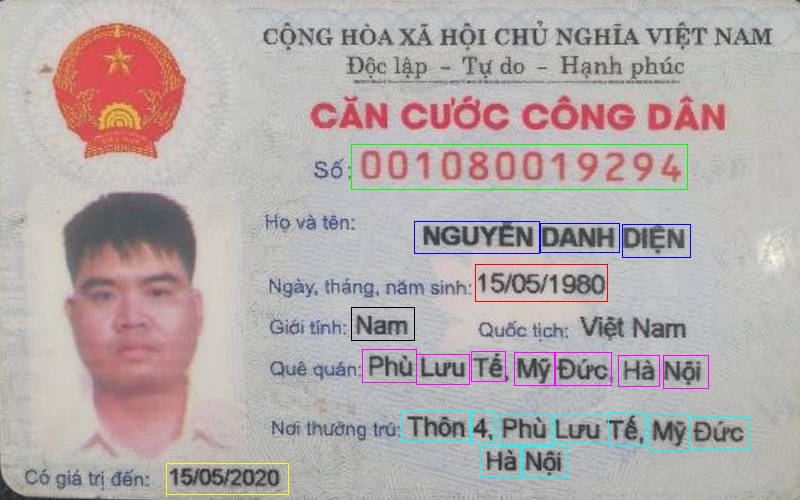 CỘNG HÒA XÃ HỘI CHỦ NGHĨA VIỆT NAM
Độc lập - Tự do - Hạnh phúc
CĂN CƯỚC CÔNG DÂN
Số: 001080019294
Họ và tên: NGUYỄN DANH DIỆN
Ngày, tháng, năm sinh: 15/05/1980
Giới tính: Nam Quốc tịch: Việt Nam
Quê quán: Phù Lưu Tế, Mỹ Đức, Hà Nội
Nơi thường trú: Thôn 4, Phù Lưu Tế, Mỹ Đức
Hà Nội
Có giá trị đến: 15/05/2020